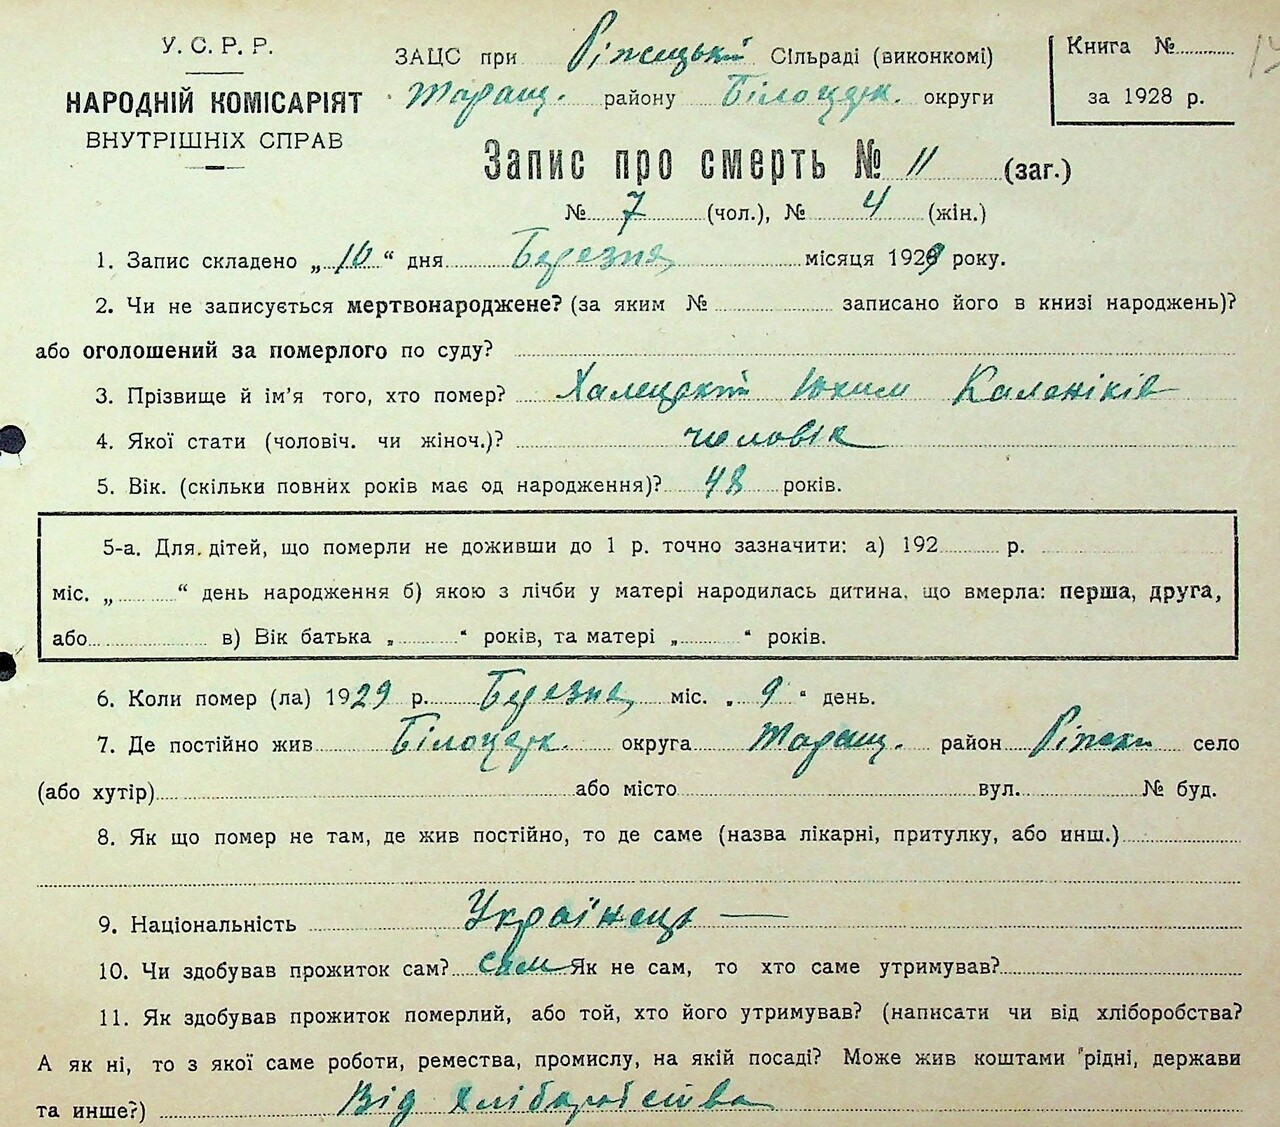 У. С. Р. Р.
НАРОДНІЙ КОМІСАРІЯТ
ВНУТРІШНІХ СПРАВ
ЗАЦС при Ріжецькій Сільраді (виконкомі)
Таращ. району Білоцерк. округи
Книга №
за 1928 р.
Запис про смерть № 11 (заг.)
№ 7 (чол.), № 4 (жін.)
1. Запис складено „10“ дня Березня місяця 1929 року.
2. Чи не записується мертвонароджене? (за яким № записано його в книзі народжень)?
або оголошений за померлого по суду?
3. Прізвище й ім'я того, хто помер? Халецький Юхим Каленіків
4. Якої стати (чоловіч. чи жіноч.)? чоловік
5. Вік. (скільки повних років має од народження)? 48 років.
5-а. Для дітей, що померли не доживши до 1 р. точно зазначити: а) 192 р.
міс. „ “ день народження б) якою з лічби у матері народилась дитина, що вмерла: перша, друга,
або в) Вік батька „ “ років, та матері „ “ років.
6. Коли помер (ла) 1929 р. Березня міс. „9“ день.
7. Де постійно жив Білоцерк. округа Таращ. район село
(або хутір) або місто вул. № буд.
8. Як що помер не там, де жив постійно, то де саме (назва лікарні, притулку, або инш.)
9. Національність Українець —
10. Чи здобував прожиток сам? сам Як не сам, то хто саме утримував?
11. Як здобував прожиток померлий, або той, хто його утримував? (написати чи від хліборобства?
А як ні, то з якої саме роботи, ремества, промислу, на якій посаді? Може жив коштами рідні, держави
та инше?) Від хліборобства